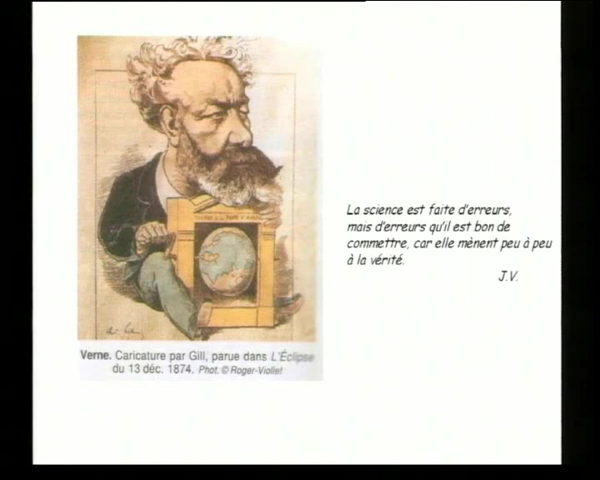 La science est faite d'erreurs,
mais d'erreurs qu'il est bon de
commettre, car elle mènent peu à peu
à la vérité.
J.V.
Verne. Caricature par Gill, parue dans L'Éclipse
du 13 déc. 1874. Phot. © Roger-Viollet